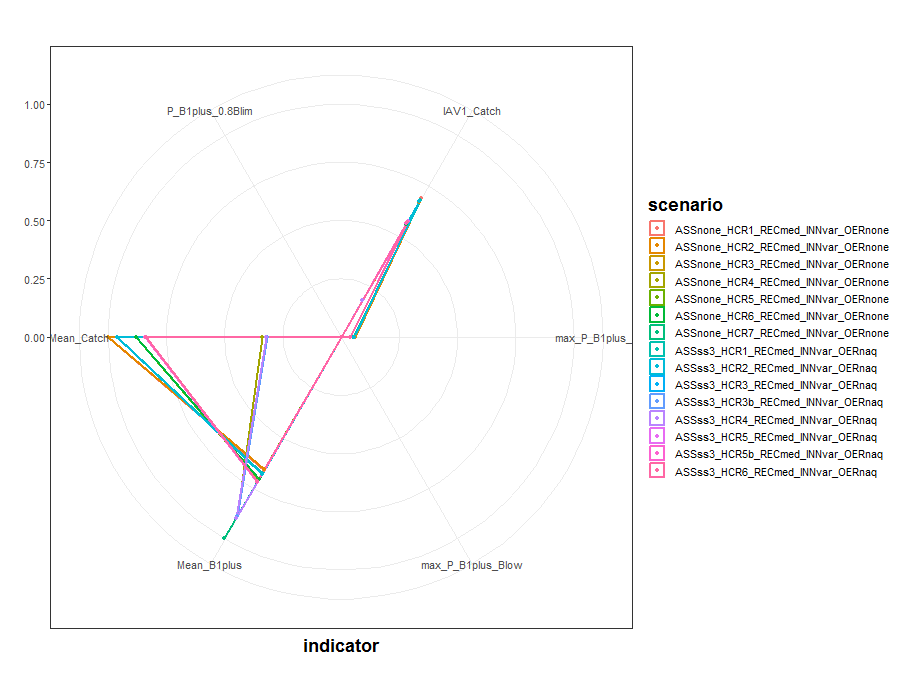 P_B1plus_0.8Blim
IAV1_Catch
1.00
0.75
0.50
0.25
0.00
Mean_Catch
max_P_B1plus_
Mean_B1plus
max_P_B1plus_Blow
indicator
scenario
ASSnone_HCR1_RECmed_INNvar_OERnone
ASSnone_HCR2_RECmed_INNvar_OERnone
ASSnone_HCR3_RECmed_INNvar_OERnone
ASSnone_HCR4_RECmed_INNvar_OERnone
ASSnone_HCR5_RECmed_INNvar_OERnone
ASSnone_HCR6_RECmed_INNvar_OERnone
ASSnone_HCR7_RECmed_INNvar_OERnone
ASSss3_HCR1_RECmed_INNvar_OERnaq
ASSss3_HCR2_RECmed_INNvar_OERnaq
ASSss3_HCR3_RECmed_INNvar_OERnaq
ASSss3_HCR3b_RECmed_INNvar_OERnaq
ASSss3_HCR4_RECmed_INNvar_OERnaq
ASSss3_HCR5_RECmed_INNvar_OERnaq
ASSss3_HCR5b_RECmed_INNvar_OERnaq
ASSss3_HCR6_RECmed_INNvar_OERnaq